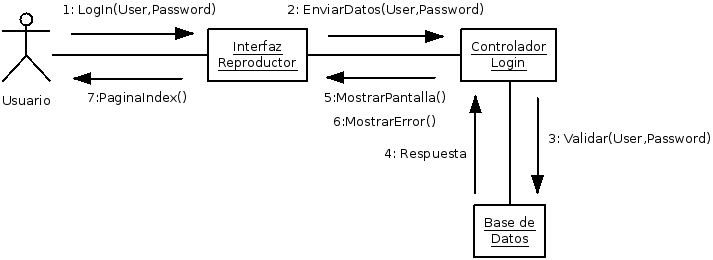 1: LogIn(User,Password)
2: EnviarDatos(User,Password)
Interfaz
Reproductor
Controlador
Login
Usuario
7:PaginaIndex()
5:MostrarPantalla()
6:MostrarError()
4: Respuesta
3: Validar(User,Password)
Base de
Datos